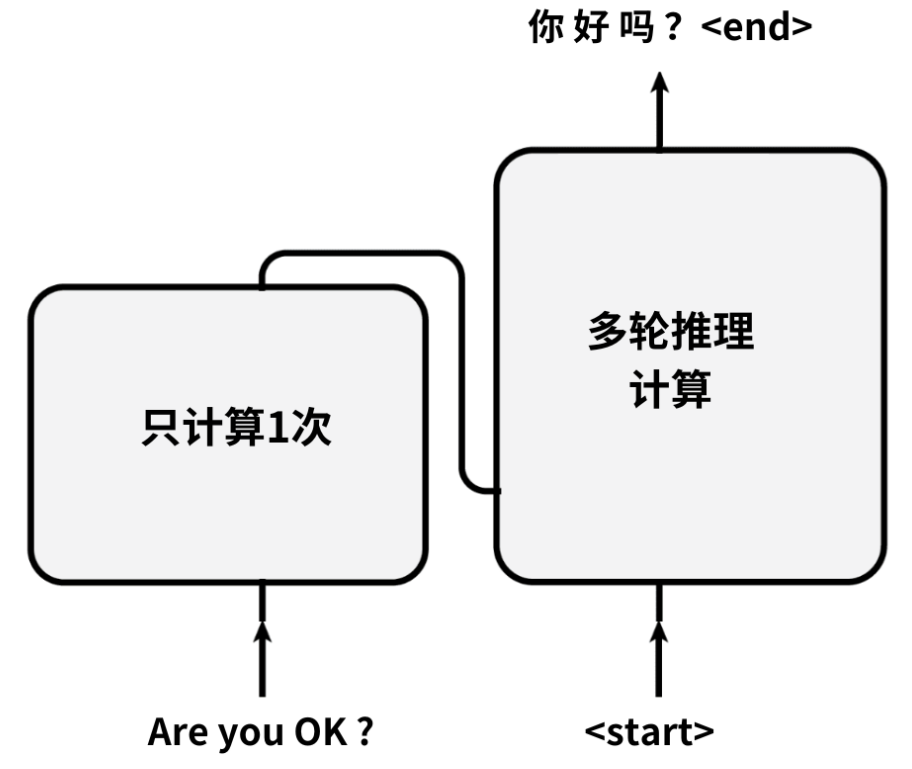 你 好 吗 ? <end>
多轮推理
计算
只计算1次
Are you OK ?
<start>